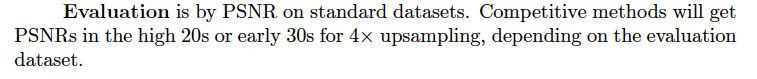 Evaluation is by PSNR on standard datasets. Competitive methods will get
PSNRs in the high 20s or early 30s for 4× upsampling, depending on the evaluation
dataset.